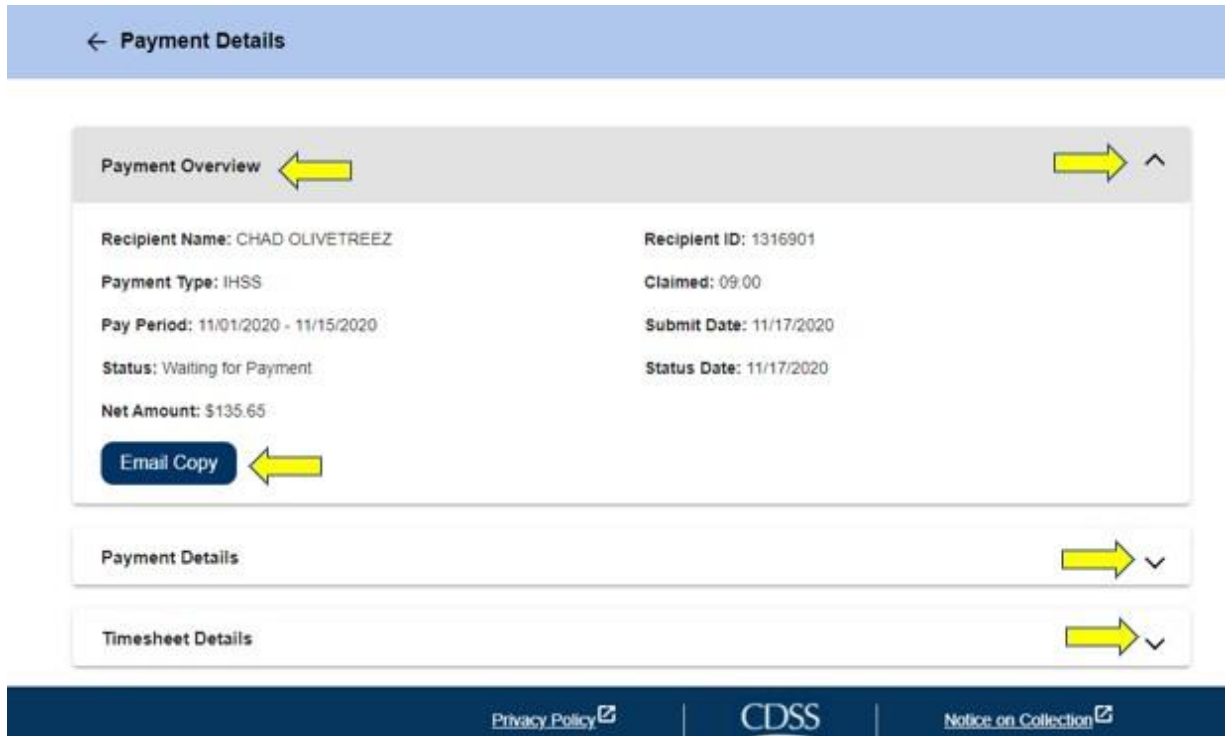 ← Payment Details
Payment Overview
Recipient Name: CHAD OLIVETREEZ
Recipient ID: 1316901
Payment Type: IHSS
Claimed: 09:00
Pay Period: 11/01/2020 - 11/15/2020
Submit Date: 11/17/2020
Status: Waiting for Payment
Status Date: 11/17/2020
Net Amount: $135.65
Email Copy
Payment Details
Timesheet Details
Privacy Policy | CDSS | Notice on Collection